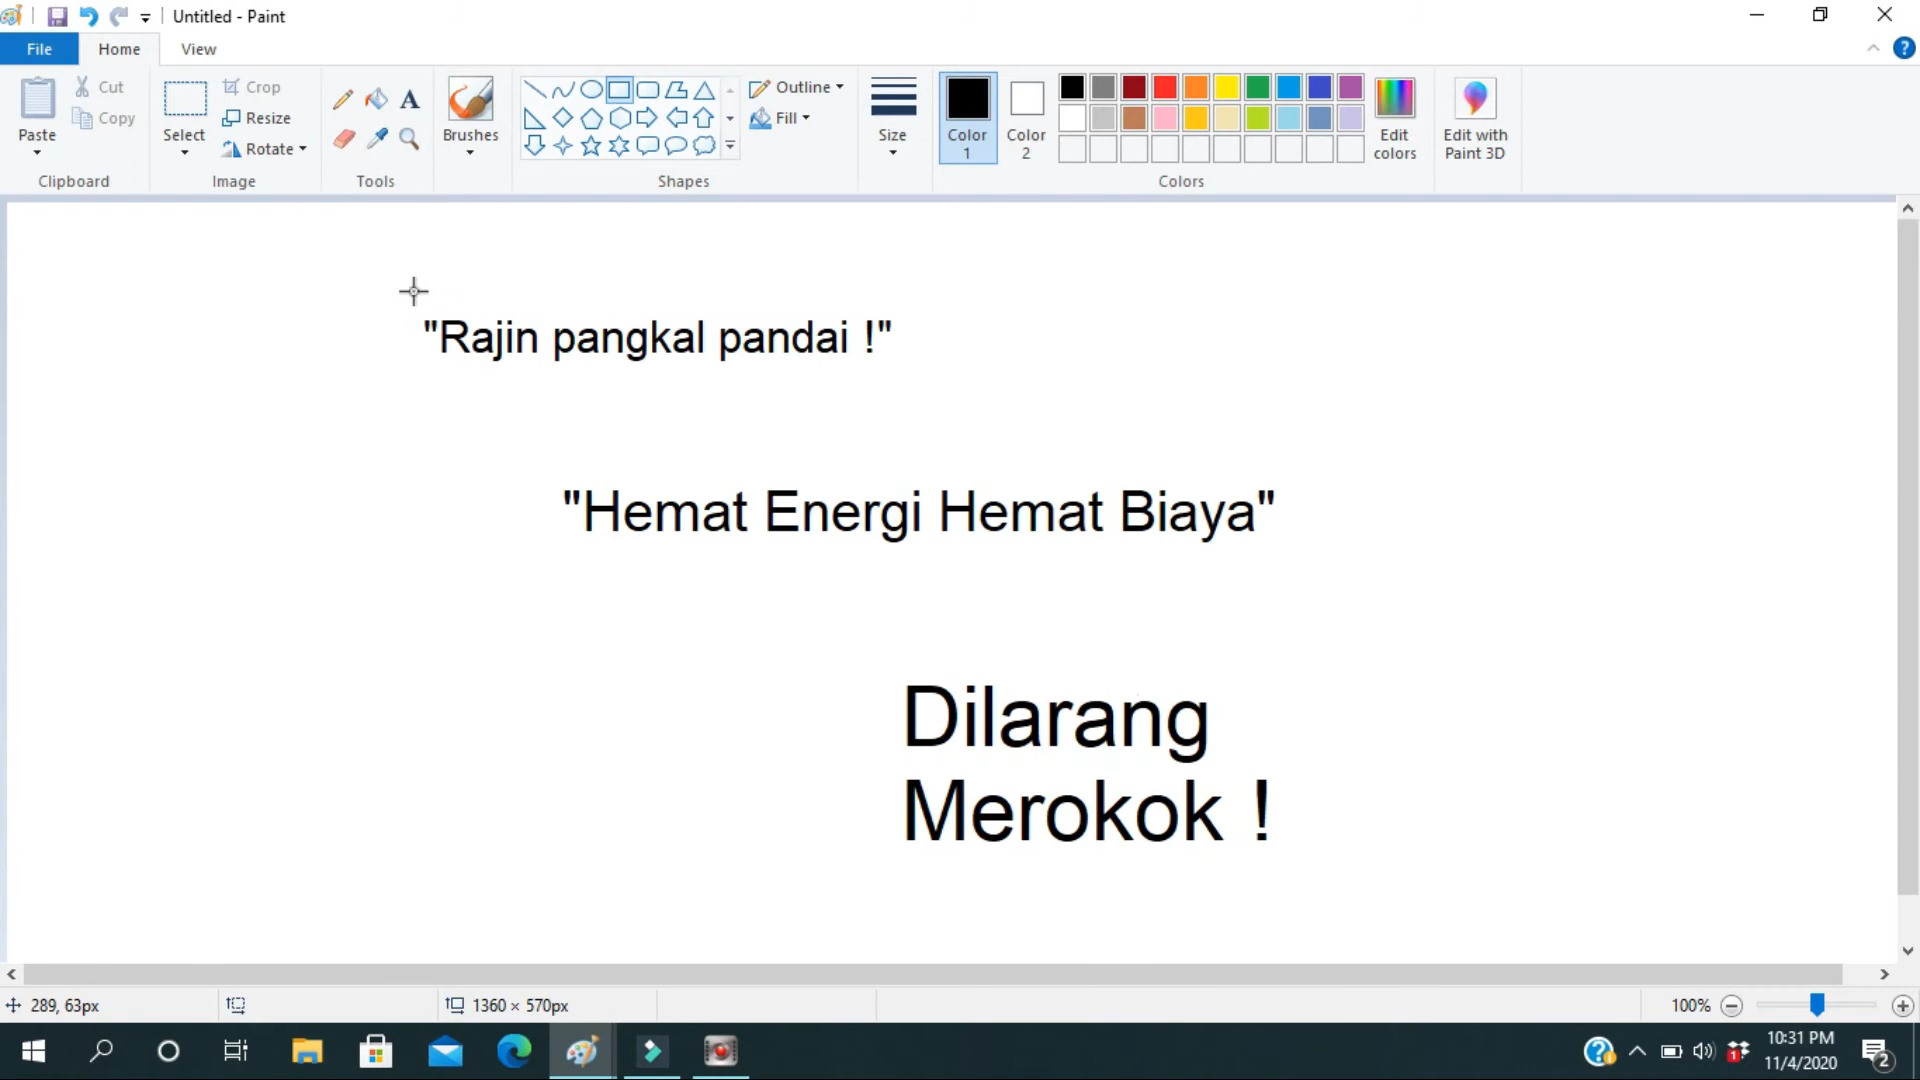 Untitled - Paint
File Home View
Paste
Cut
Copy
Clipboard
Select
Crop
Resize
Rotate
Image
A
Tools
Brushes
Shapes
Outline
Fill
Size
Color 1
Color 2
Colors
Edit colors
Edit with Paint 3D
"Rajin pangkal pandai !"
"Hemat Energi Hemat Biaya"
Dilarang
Merokok !
289, 63px
1360 × 570px
100%
10:31 PM
11/4/2020
1
2